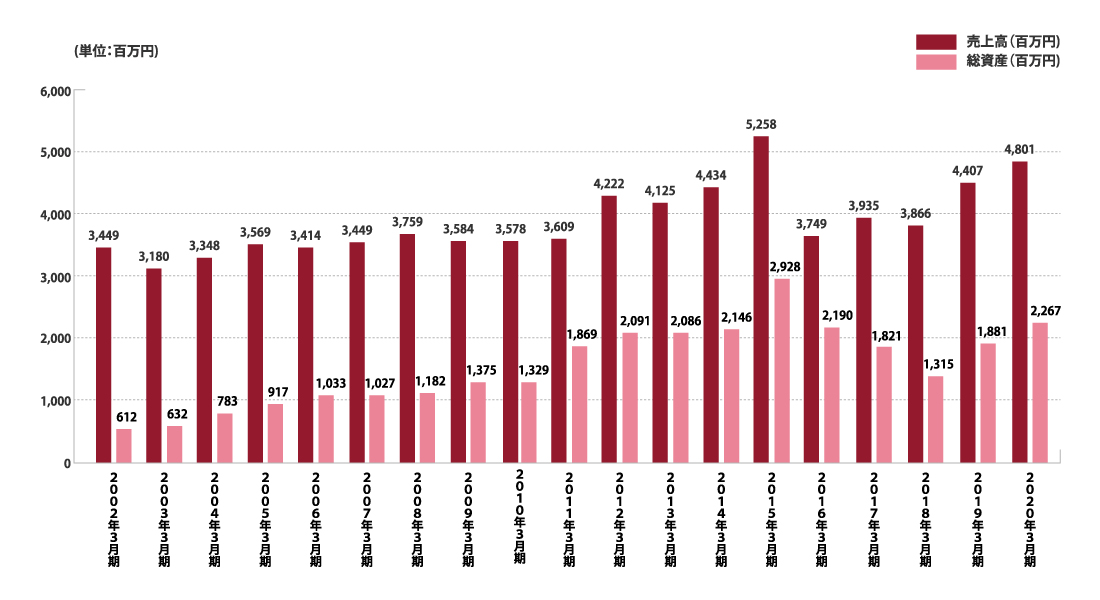 (単位：百万円)
売上高（百万円)
総資産（百万円)
6,000
5,000
4,000
3,000
2,000
1,000
0
3,449
612
3,180
632
3,348
783
3,569
917
3,414
1,033
3,449
1,027
3,759
1,182
3,584
1,375
3,578
1,329
3,609
1,869
4,222
2,091
4,125
2,086
4,434
2,146
5,258
2,928
3,749
2,190
3,935
1,821
3,866
1,315
4,407
1,881
4,801
2,267
2002年3月期
2003年3月期
2004年3月期
2005年3月期
2006年3月期
2007年3月期
2008年3月期
2009年3月期
2010年3月期
2011年3月期
2012年3月期
2013年3月期
2014年3月期
2015年3月期
2016年3月期
2017年3月期
2018年3月期
2019年3月期
2020年3月期